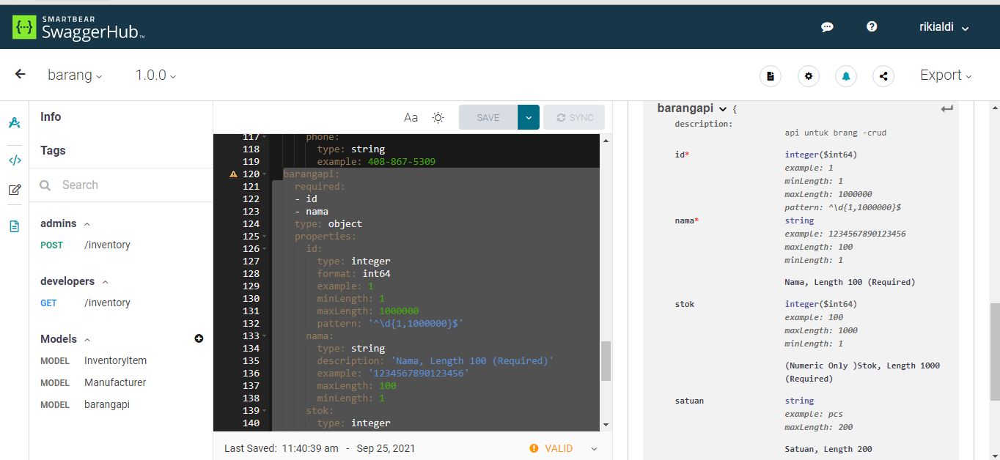 SMARTBEAR
SwaggerHub™
rikialdi
barang
1.0.0
Export
Info
Tags
Search
admins
POST /inventory
developers
GET /inventory
Models
MODEL InventoryItem
MODEL Manufacturer
MODEL barangapi
Aa
SAVE
SYNC
117 phone:
118 type: string
119 example: 408-867-5309
120 barangapi:
121 required:
122 - id
123 - nama
124 type: object
125 properties:
126 id:
127 type: integer
128 format: int64
129 example: 1
130 minLength: 1
131 maxLength: 1000000
132 pattern: '^\d{1,1000000}$'
133 nama:
134 type: string
135 description: 'Nama, Length 100 (Required)'
136 example: '1234567890123456'
137 maxLength: 100
138 minLength: 1
139 stok:
140 type: integer
Last Saved: 11:40:39 am - Sep 25, 2021
VALID
barangapi {
description:
api untuk brang -crud
id* integer($int64)
example: 1
minLength: 1
maxLength: 1000000
pattern: ^\d{1,1000000}$
nama* string
example: 1234567890123456
maxLength: 100
minLength: 1
Nama, Length 100 (Required)
stok integer($int64)
example: 100
maxLength: 1000
minLength: 1
(Numeric Only )Stok, Length 1000
(Required)
satuan string
example: pcs
maxLength: 200
Satuan, Length 200